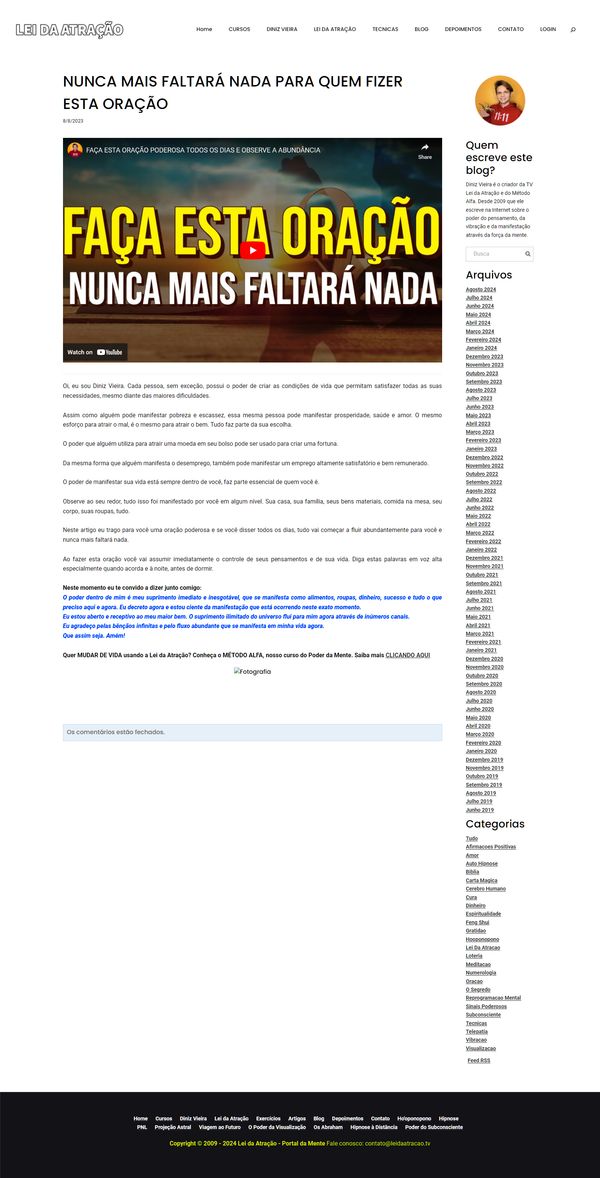 LEI DA ATRAÇÃO
Home CURSOS DINIZ VIEIRA LEI DA ATRAÇÃO TECNICAS BLOG DEPOIMENTOS CONTATO LOGIN
NUNCA MAIS FALTARÁ NADA PARA QUEM FIZER
ESTA ORAÇÃO
8/8/2023
FAÇA ESTA ORAÇÃO PODEROSA TODOS OS DIAS E OBSERVE A ABUNDÂNCIA
Share
FAÇA ESTA ORAÇÃO
NUNCA MAIS FALTARÁ NADA
Watch on YouTube
Oi, eu sou Diniz Vieira. Cada pessoa, sem exceção, possui o poder de criar as condições de vida que permitam satisfazer todas as suas
necessidades, mesmo diante das maiores dificuldades.
Assim como alguém pode manifestar pobreza e escassez, essa mesma pessoa pode manifestar prosperidade, saúde e amor. O mesmo
esforço para atrair o mal, é o mesmo para atrair o bem. Tudo faz parte da sua escolha.
O poder que alguém utiliza para atrair uma moeda em seu bolso pode ser usado para criar uma fortuna.
Da mesma forma que alguém manifesta o desemprego, também pode manifestar um emprego altamente satisfatório e bem remunerado.
O poder de manifestar sua vida está sempre dentro de você, faz parte essencial de quem você é.
Observe ao seu redor, tudo isso foi manifestado por você em algum nível. Sua casa, sua família, seus bens materiais, comida na mesa, seu
corpo, suas roupas, tudo.
Neste artigo eu trago para você uma oração poderosa e se você disser todos os dias, tudo vai começar a fluir abundantemente para você e
nunca mais faltará nada.
Ao fazer esta oração você vai assumir imediatamente o controle de seus pensamentos e de sua vida. Diga estas palavras em voz alta
especialmente quando acorda e à noite, antes de dormir.
Neste momento eu te convido a dizer junto comigo:
O poder dentro de mim é meu suprimento imediato e inesgotável, que se manifesta como alimentos, roupas, dinheiro, sucesso e tudo o que
preciso aqui e agora. Eu decreto agora e estou ciente da manifestação que está ocorrendo neste exato momento.
Eu estou aberto e receptivo ao meu maior bem. O suprimento ilimitado do universo flui para mim agora através de inúmeros canais.
Eu agradeço pelas bênçãos infinitas e pelo fluxo abundante que se manifesta em minha vida agora.
Que assim seja. Amém!
Quer MUDAR DE VIDA usando a Lei da Atração? Conheça o MÉTODO ALFA, nosso curso do Poder da Mente. Saiba mais CLICANDO AQUI
Fotografia
Os comentários estão fechados.
11:11
Quem
escreve este
blog?
Diniz Vieira é o criador da TV
Lei da Atração e do Método
Alfa. Desde 2009 que ele
escreve na Internet sobre o
poder do pensamento, da
vibração e da manifestação
através da força da mente.
Busca
Arquivos
Agosto 2024
Julho 2024
Junho 2024
Maio 2024
Abril 2024
Março 2024
Fevereiro 2024
Janeiro 2024
Dezembro 2023
Novembro 2023
Outubro 2023
Setembro 2023
Agosto 2023
Julho 2023
Junho 2023
Maio 2023
Abril 2023
Março 2023
Fevereiro 2023
Janeiro 2023
Dezembro 2022
Novembro 2022
Outubro 2022
Setembro 2022
Agosto 2022
Julho 2022
Junho 2022
Maio 2022
Abril 2022
Março 2022
Fevereiro 2022
Janeiro 2022
Dezembro 2021
Novembro 2021
Outubro 2021
Setembro 2021
Agosto 2021
Julho 2021
Junho 2021
Maio 2021
Abril 2021
Março 2021
Fevereiro 2021
Janeiro 2021
Dezembro 2020
Novembro 2020
Outubro 2020
Setembro 2020
Agosto 2020
Julho 2020
Junho 2020
Maio 2020
Abril 2020
Março 2020
Fevereiro 2020
Janeiro 2020
Dezembro 2019
Novembro 2019
Outubro 2019
Setembro 2019
Agosto 2019
Julho 2019
Junho 2019
Categorias
Tudo
Afirmacoes Positivas
Amor
Auto Hipnose
Biblia
Carta Magica
Cerebro Humano
Cura
Dinheiro
Espiritualidade
Feng Shui
Gratidao
Hooponopono
Lei Da Atracao
Loteria
Meditacao
Numerologia
Oracao
O Segredo
Reprogramacao Mental
Sinais Poderosos
Subconsciente
Tecnicas
Telepatia
Vibracao
Visualizacao
Feed RSS
Home Cursos Diniz Vieira Lei da Atração Exercícios Artigos Blog Depoimentos Contato Ho'oponopono Hipnose
PNL Projeção Astral Viagem ao Futuro O Poder da Visualização Os Abraham Hipnose à Distância Poder do Subconsciente
Copyright © 2009 - 2024 Lei da Atração - Portal da Mente Fale conosco: contato@leidaatracao.tv